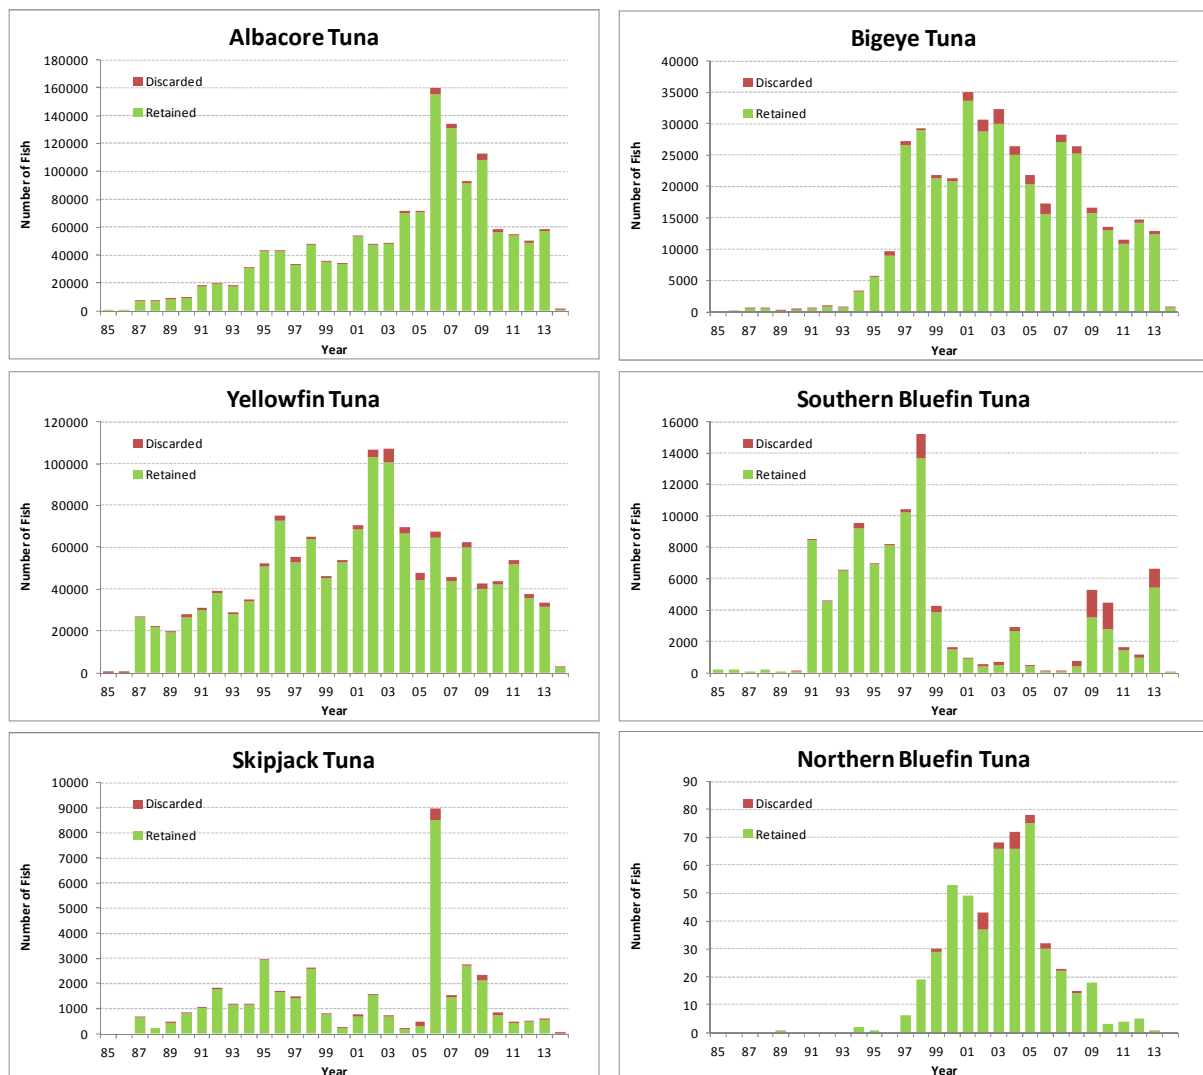 Albacore Tuna
Number of Fish
180000
160000
140000
120000
100000
80000
60000
40000
20000
0
Discarded
Retained
85 87 89 91 93 95 97 99 01 03 05 07 09 11 13
Year
Bigeye Tuna
Number of Fish
40000
35000
30000
25000
20000
15000
10000
5000
0
Discarded
Retained
85 87 89 91 93 95 97 99 01 03 05 07 09 11 13
Year
Yellowfin Tuna
Number of Fish
120000
100000
80000
60000
40000
20000
0
Discarded
Retained
85 87 89 91 93 95 97 99 01 03 05 07 09 11 13
Year
Southern Bluefin Tuna
Number of Fish
16000
14000
12000
10000
8000
6000
4000
2000
0
Discarded
Retained
85 87 89 91 93 95 97 99 01 03 05 07 09 11 13
Year
Skipjack Tuna
Number of Fish
10000
9000
8000
7000
6000
5000
4000
3000
2000
1000
0
Discarded
Retained
85 87 89 91 93 95 97 99 01 03 05 07 09 11 13
Year
Northern Bluefin Tuna
Number of Fish
90
80
70
60
50
40
30
20
10
0
Discarded
Retained
85 87 89 91 93 95 97 99 01 03 05 07 09 11 13
Year